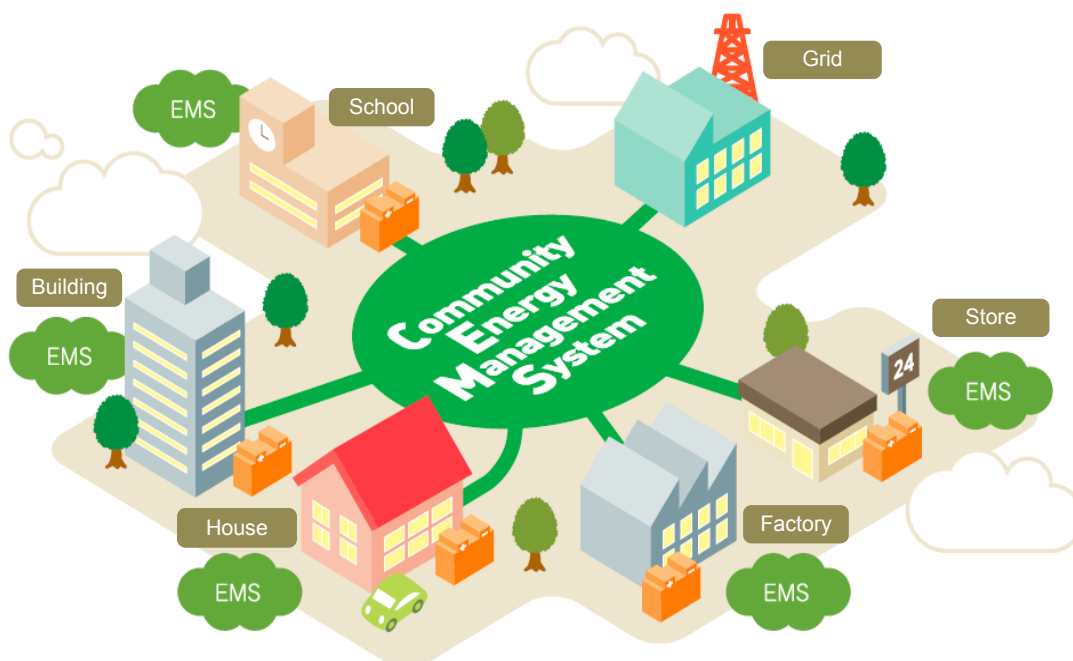 Grid
EMS
School
Community
Energy
Management
System
Building
EMS
Store
24
EMS
House
EMS
Factory
EMS